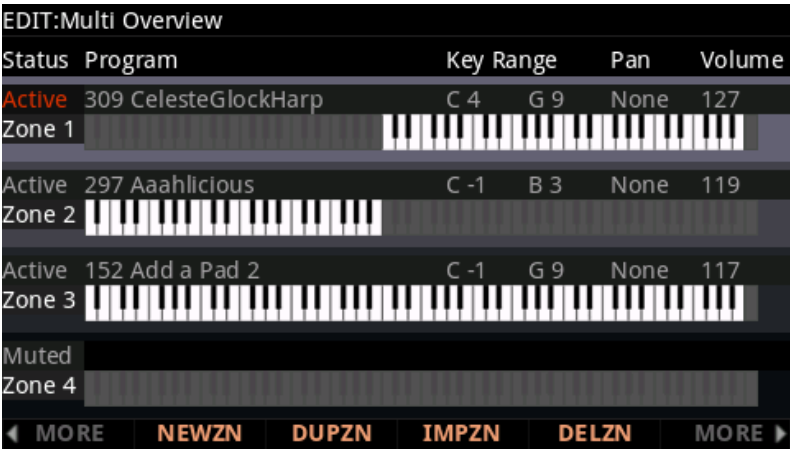 EDIT:Multi Overview
Status Program Key Range Pan Volume
Active 309 CelesteGlockHarp C 4 G 9 None 127
Zone 1
Active 297 Aaahlicious C -1 B 3 None 119
Zone 2
Active 152 Add a Pad 2 C -1 G 9 None 117
Zone 3
Muted
Zone 4
MORE NEWZN DUPZN IMPZN DELZN MORE